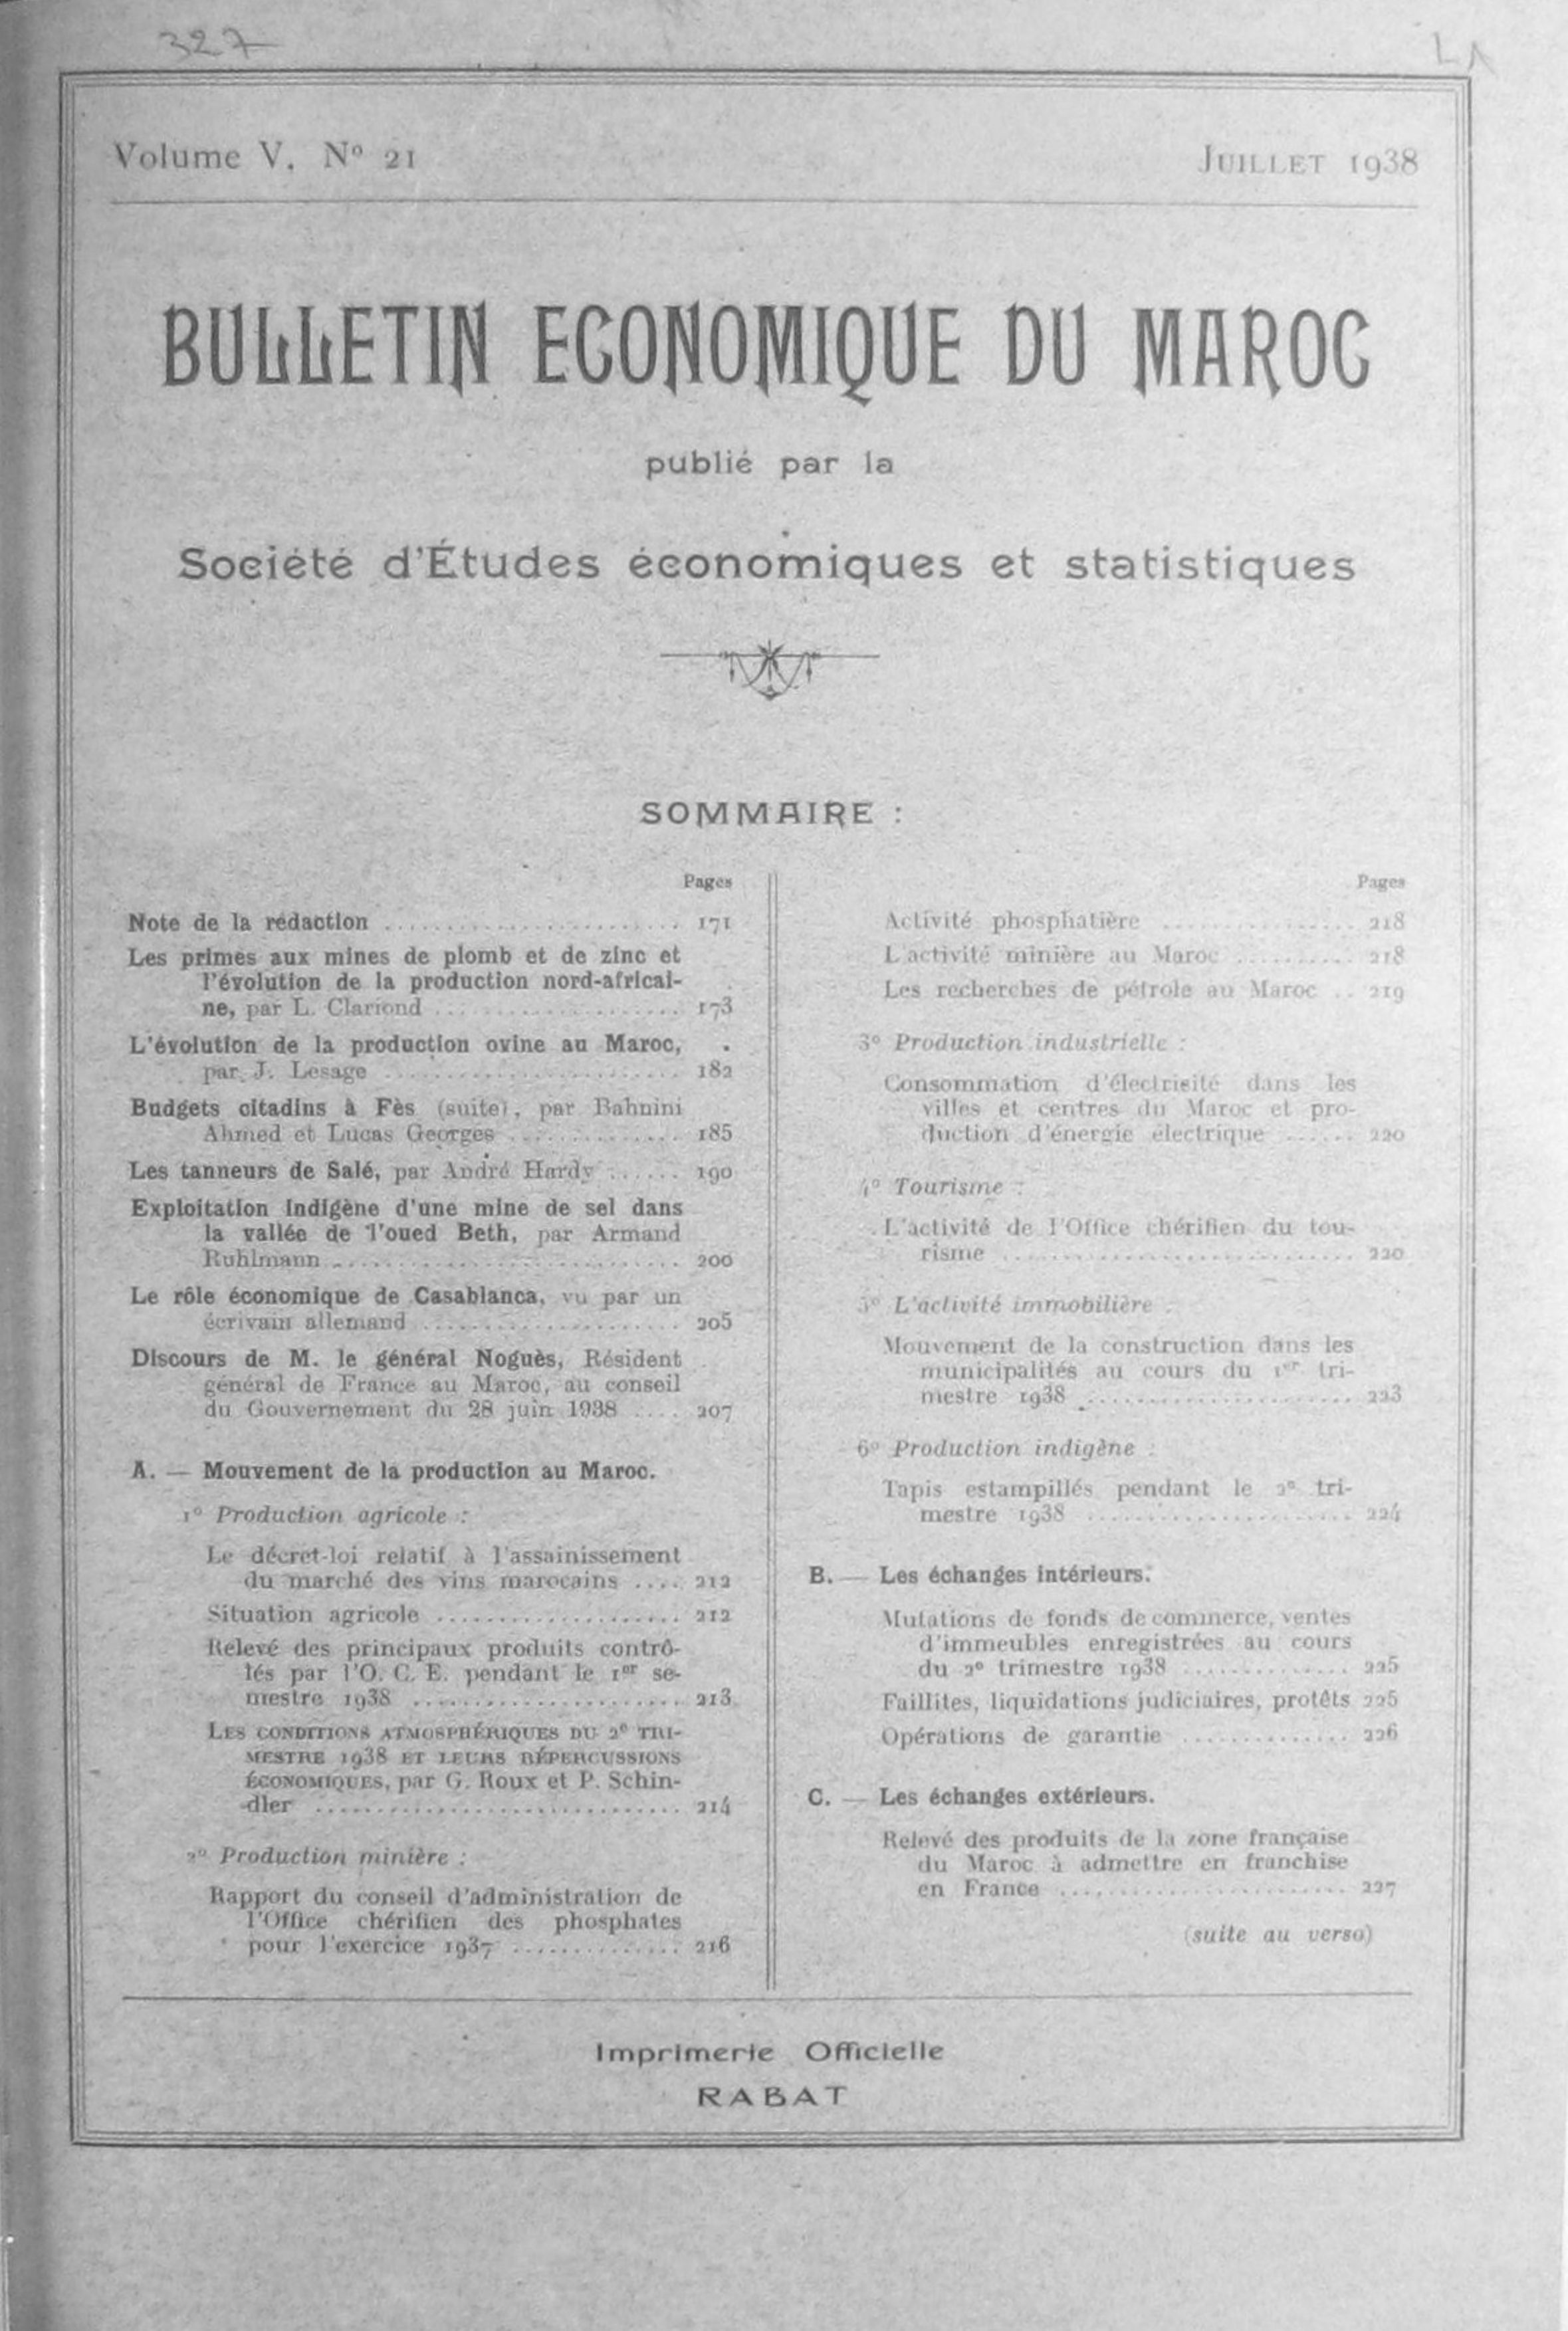 327
L1
Volume V. N° 21
JUILLET 1938
BULLETIN ECONOMIQUE DU MAROC
publié par la
Société d'Études économiques et statistiques
SOMMAIRE :
Pages
Note de la rédaction ........................ 171
Les primes aux mines de plomb et de zinc et
l'évolution de la production nord-africai-
ne, par L. Clariond .................... 173
L'évolution de la production ovine au Maroc,
par J. Lesage ........................ 182
Budgets citadins à Fès (suite), par Bahnini
Ahmed et Lucas Georges .............. 185
Les tanneurs de Salé, par André Hardy ...... 190
Exploitation indigène d'une mine de sel dans
la vallée de l'oued Beth, par Armand
Ruhlmann ............................ 200
Le rôle économique de Casablanca, vu par un
écrivain allemand ..................... 205
Discours de M. le général Noguès, Résident
général de France au Maroc, au conseil
du Gouvernement du 28 juin 1938 .... 207
A. — Mouvement de la production au Maroc.
1° Production agricole :
Le décret-loi relatif à l'assainissement
du marché des vins marocains .... 212
Situation agricole .................... 212
Relevé des principaux produits contrô-
lés par l'O. C. E. pendant le 1er se-
mestre 1938 ...................... 213
LES CONDITIONS ATMOSPHÉRIQUES DU 2e TRI-
MESTRE 1938 ET LEURS RÉPERCUSSIONS
ÉCONOMIQUES, par G. Roux et P. Schin-
dler .............................. 214
2° Production minière :
Rapport du conseil d'administration de
l'Office chérifien des phosphates
pour l'exercice 1937 .............. 216
Pages
Activité phosphatière ................ 218
L'activité minière au Maroc .......... 218
Les recherches de pétrole au Maroc .. 219
3° Production industrielle :
Consommation d'électricité dans les
villes et centres du Maroc et pro-
duction d'énergie électrique ...... 220
4° Tourisme :
L'activité de l'Office chérifien du tou-
risme ............................ 220
5° L'activité immobilière :
Mouvement de la construction dans les
municipalités au cours du 1er tri-
mestre 1938 ...................... 223
6° Production indigène :
Tapis estampillés pendant le 2e tri-
mestre 1938 ...................... 224
B. — Les échanges intérieurs.
Mutations de fonds de commerce, ventes
d'immeubles enregistrées au cours
du 2e trimestre 1938 .............. 225
Faillites, liquidations judiciaires, protêts 225
Opérations de garantie .............. 226
C. — Les échanges extérieurs.
Relevé des produits de la zone française
du Maroc à admettre en franchise
en France ........................ 227
(suite au verso)
Imprimerie Officielle
RABAT